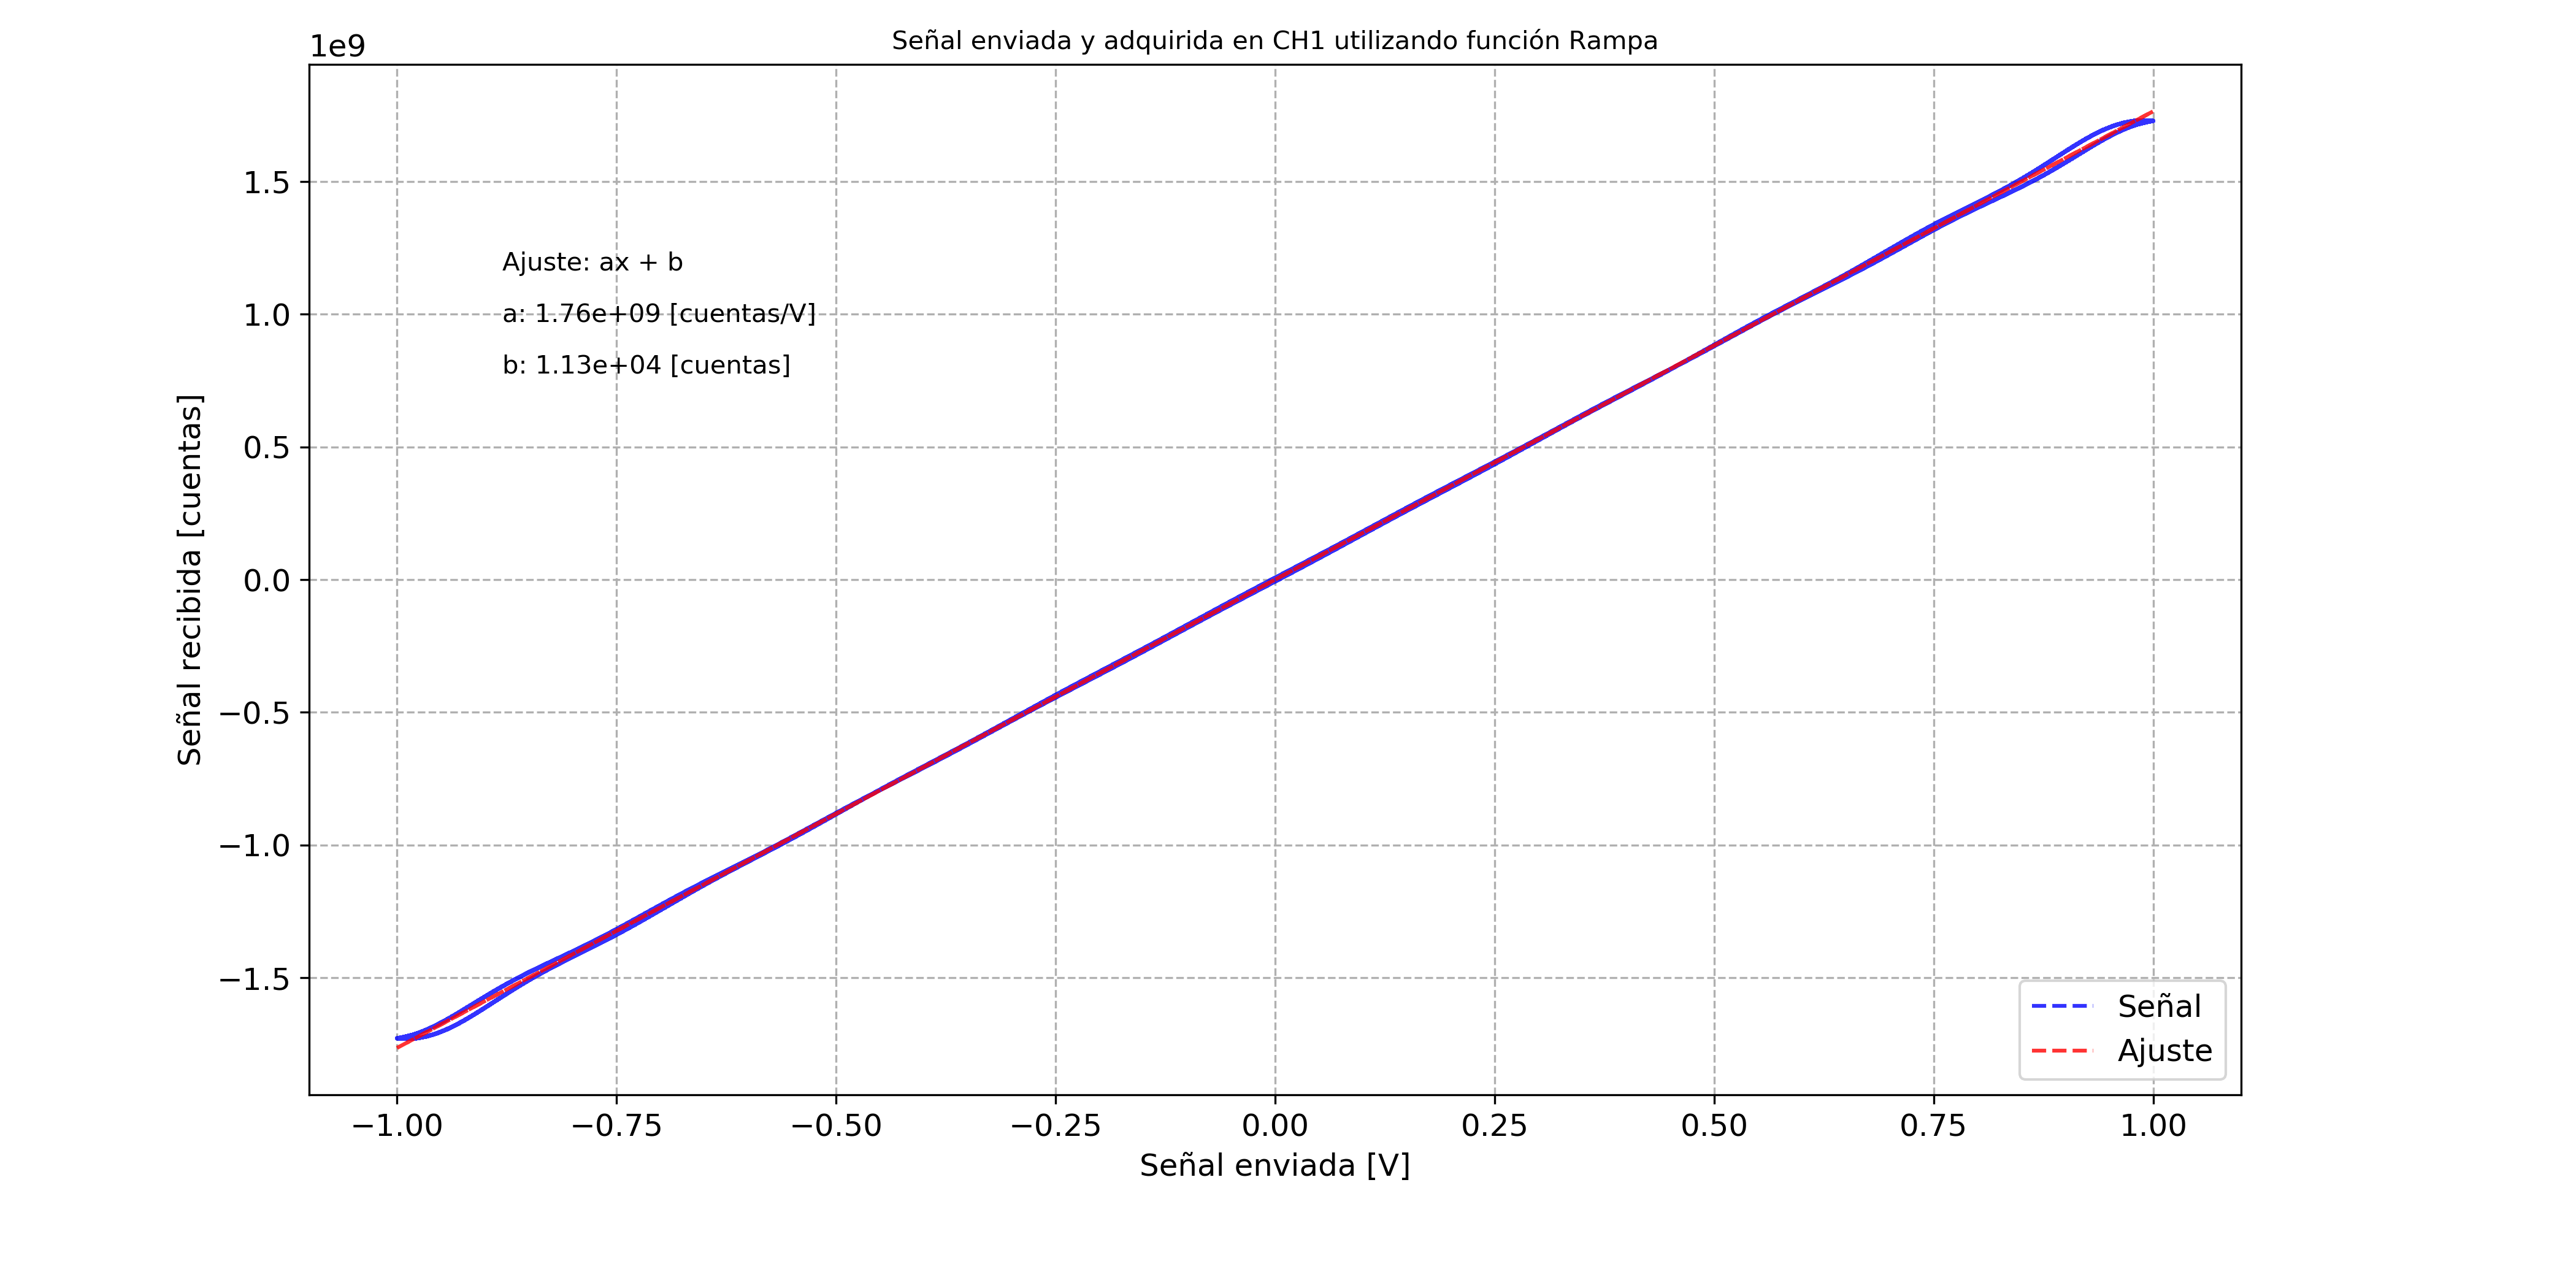 Señal enviada y adquirida en CH1 utilizando función Rampa
1e9
1.5
1.0
0.5
0.0
−0.5
−1.0
−1.5
Señal recibida [cuentas]
Ajuste: ax + b
a: 1.76e+09 [cuentas/V]
b: 1.13e+04 [cuentas]
Señal
Ajuste
−1.00 −0.75 −0.50 −0.25 0.00 0.25 0.50 0.75 1.00
Señal enviada [V]